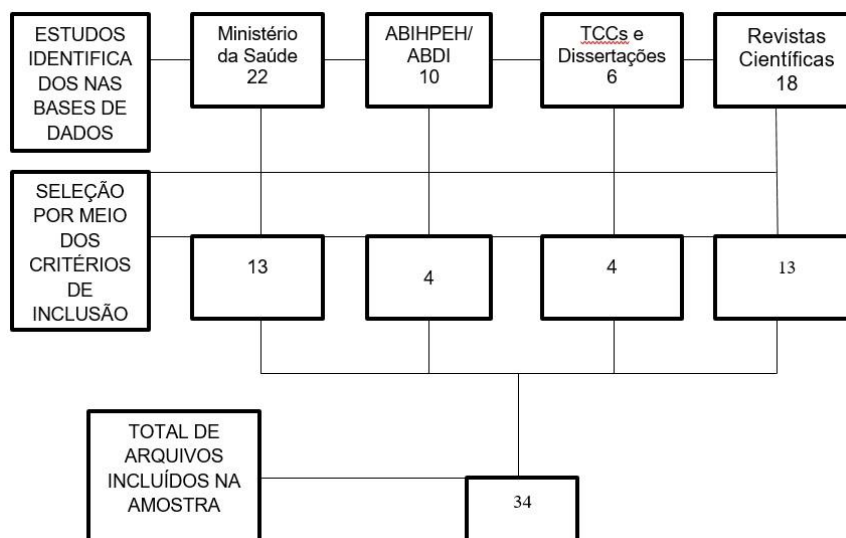 ESTUDOS
IDENTIFICA
DOS NAS
BASES DE
DADOS
Ministério
da Saúde
22
ABIHPEH/
ABDI
10
TCCs e
Dissertações
6
Revistas
Científicas
18
SELEÇÃO
POR MEIO
DOS
CRITÉRIOS
DE
INCLUSÃO
13
4
4
13
TOTAL DE
ARQUIVOS
INCLUÍDOS NA
AMOSTRA
34